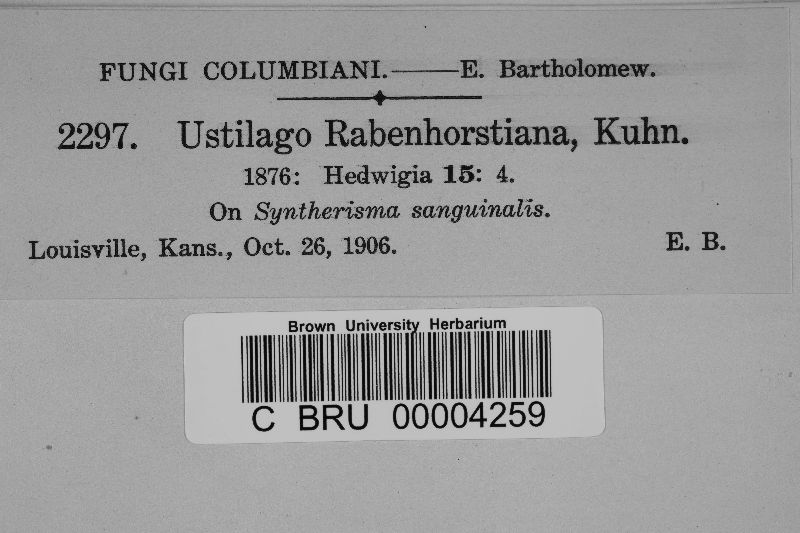 FUNGI COLUMBIANI.——E. Bartholomew.
2297. Ustilago Rabenhorstiana, Kuhn.
1876: Hedwigia 15: 4.
On Syntherisma sanguinalis.
Louisville, Kans., Oct. 26, 1906. E. B.
Brown University Herbarium
C BRU 00004259